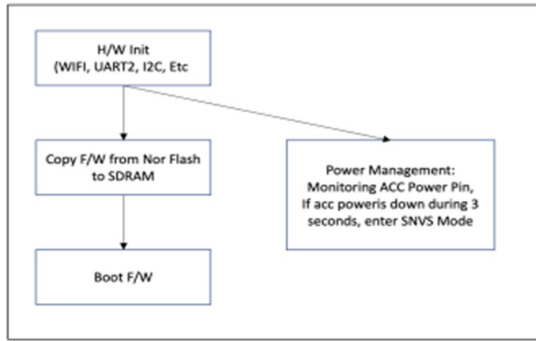 H/W Init
(WIFI, UART2, I2C, Etc
Copy F/W from Nor Flash
to SDRAM
Boot F/W
Power Management:
Monitoring ACC Power Pin,
If acc poweris down during 3
seconds, enter SNVS Mode